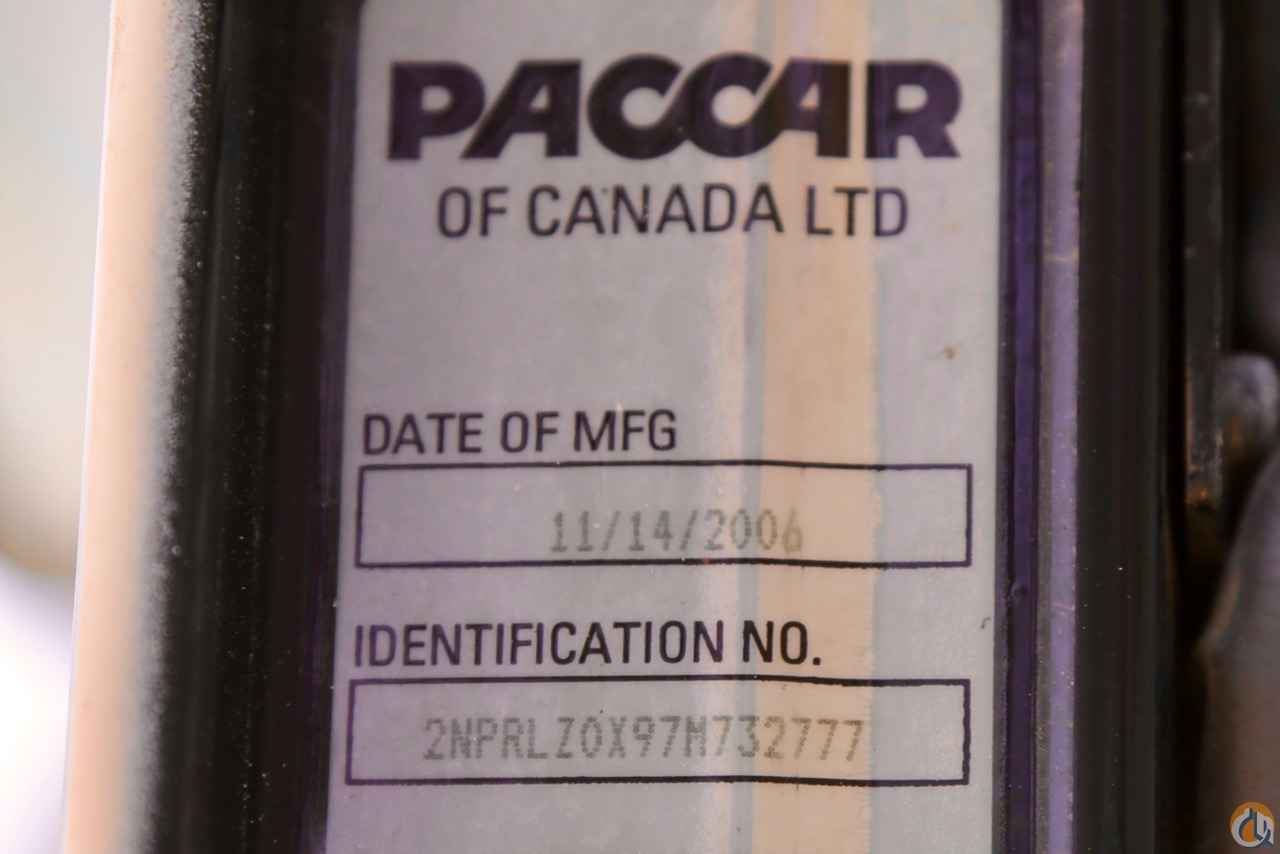 PACCAR
OF CANADA LTD
DATE OF MFG
11/14/2006
IDENTIFICATION NO.
2NPRLZ0X97M732777